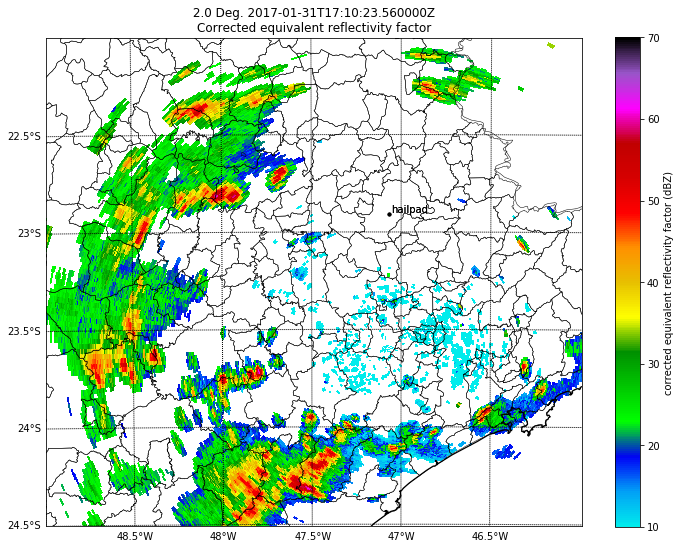 2.0 Deg. 2017-01-31T17:10:23.560000Z
Corrected equivalent reflectivity factor
22.5°S
23°S
23.5°S
24°S
24.5°S
48.5°W
48°W
47.5°W
47°W
46.5°W
hailpad
70
60
50
40
30
20
10
corrected equivalent reflectivity factor (dBZ)